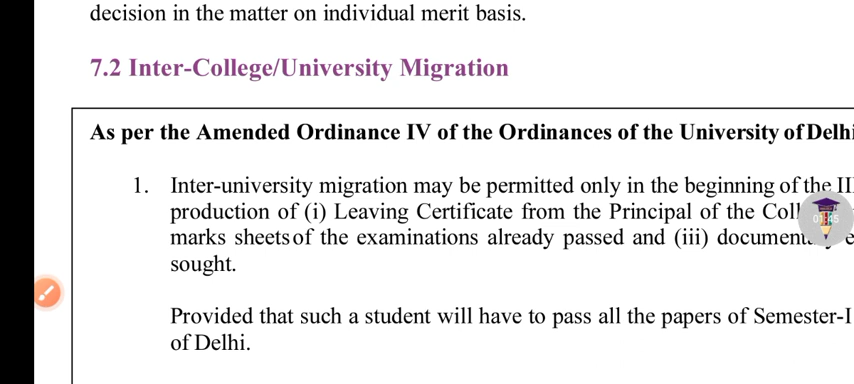 decision in the matter on individual merit basis.
7.2 Inter-College/University Migration
As per the Amended Ordinance IV of the Ordinances of the University of Delhi
1. Inter-university migration may be permitted only in the beginning of the
production of (i) Leaving Certificate from the Principal of the
marks sheets of the examinations already passed and (iii)
sought.
Provided that such a student will have to pass all the papers of Semester-I
of Delhi.
01:45